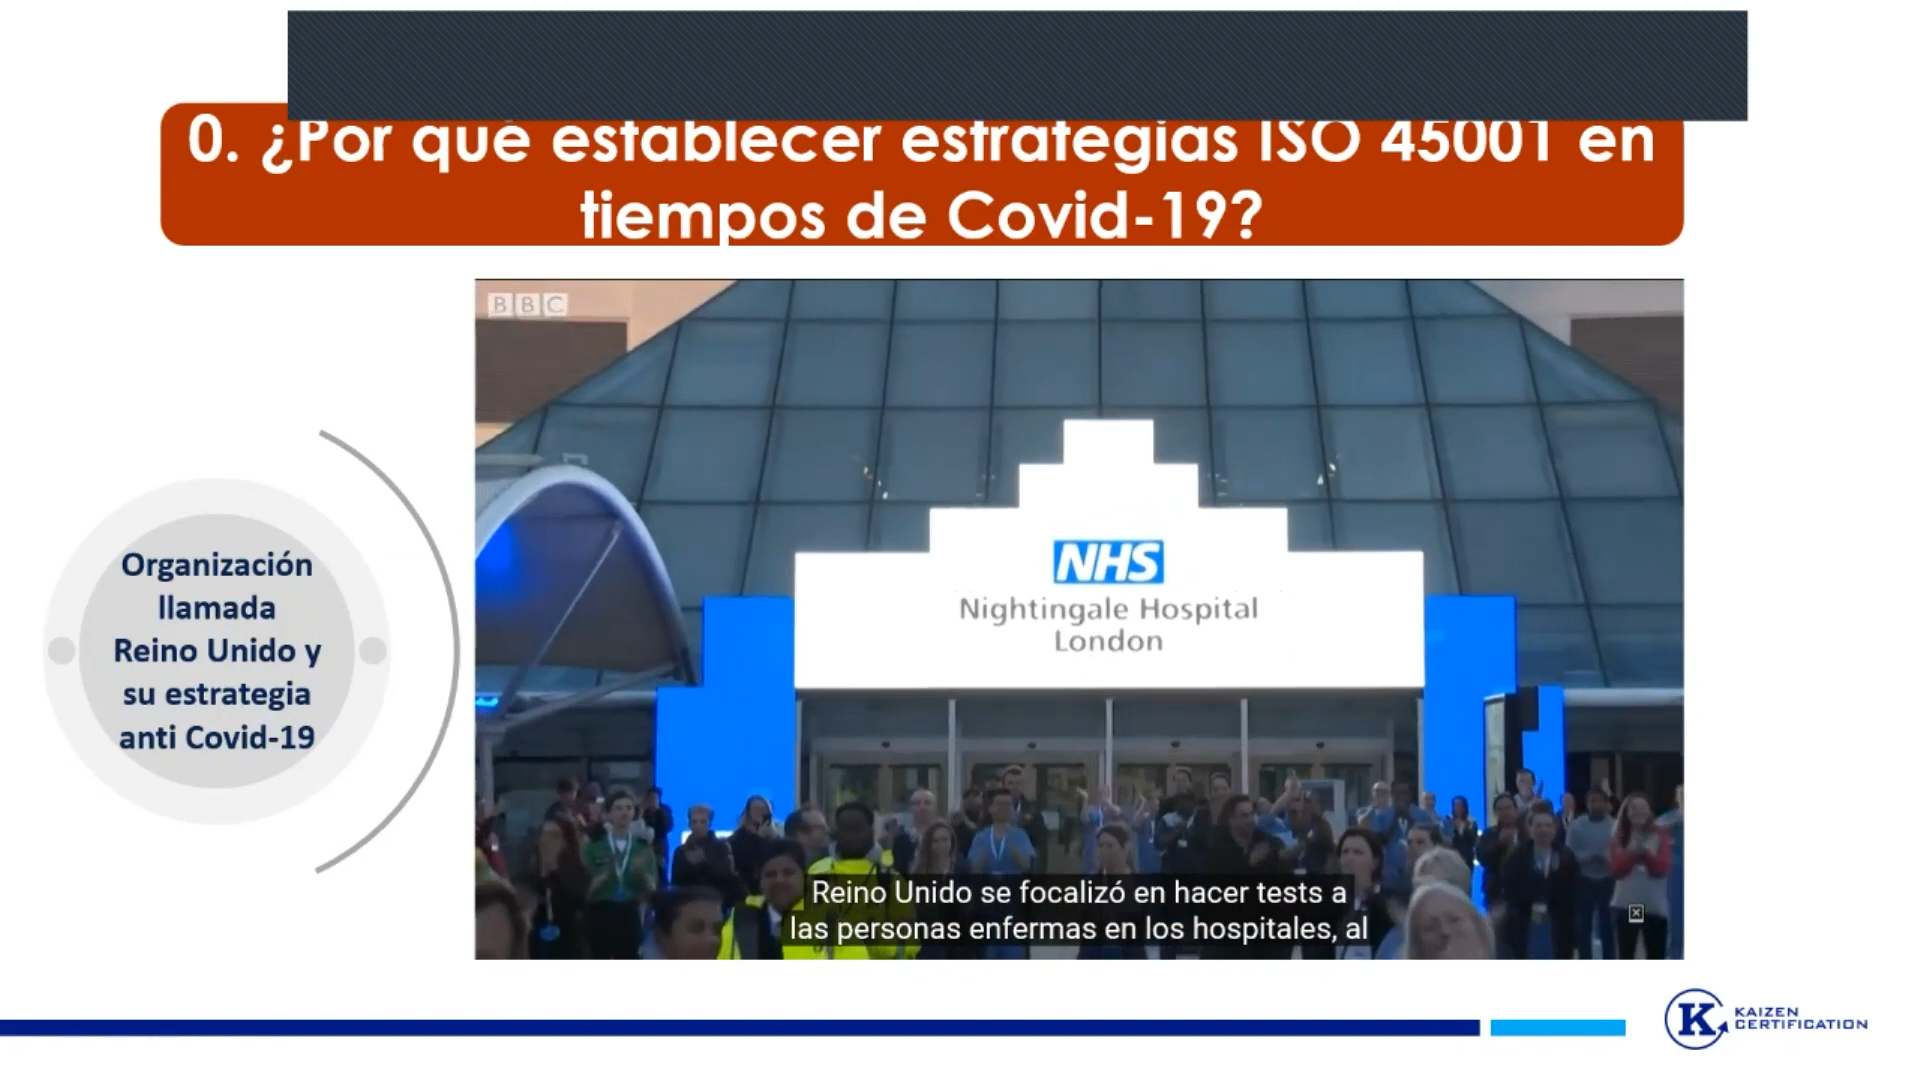 0. ¿Por qué establecer estrategias ISO 45001 en
tiempos de Covid-19?
BBC
Organización
llamada
Reino Unido y
su estrategia
anti Covid-19
NHS
Nightingale Hospital
London
Reino Unido se focalizó en hacer tests a
las personas enfermas en los hospitales, al
K
KAIZEN
CERTIFICATION